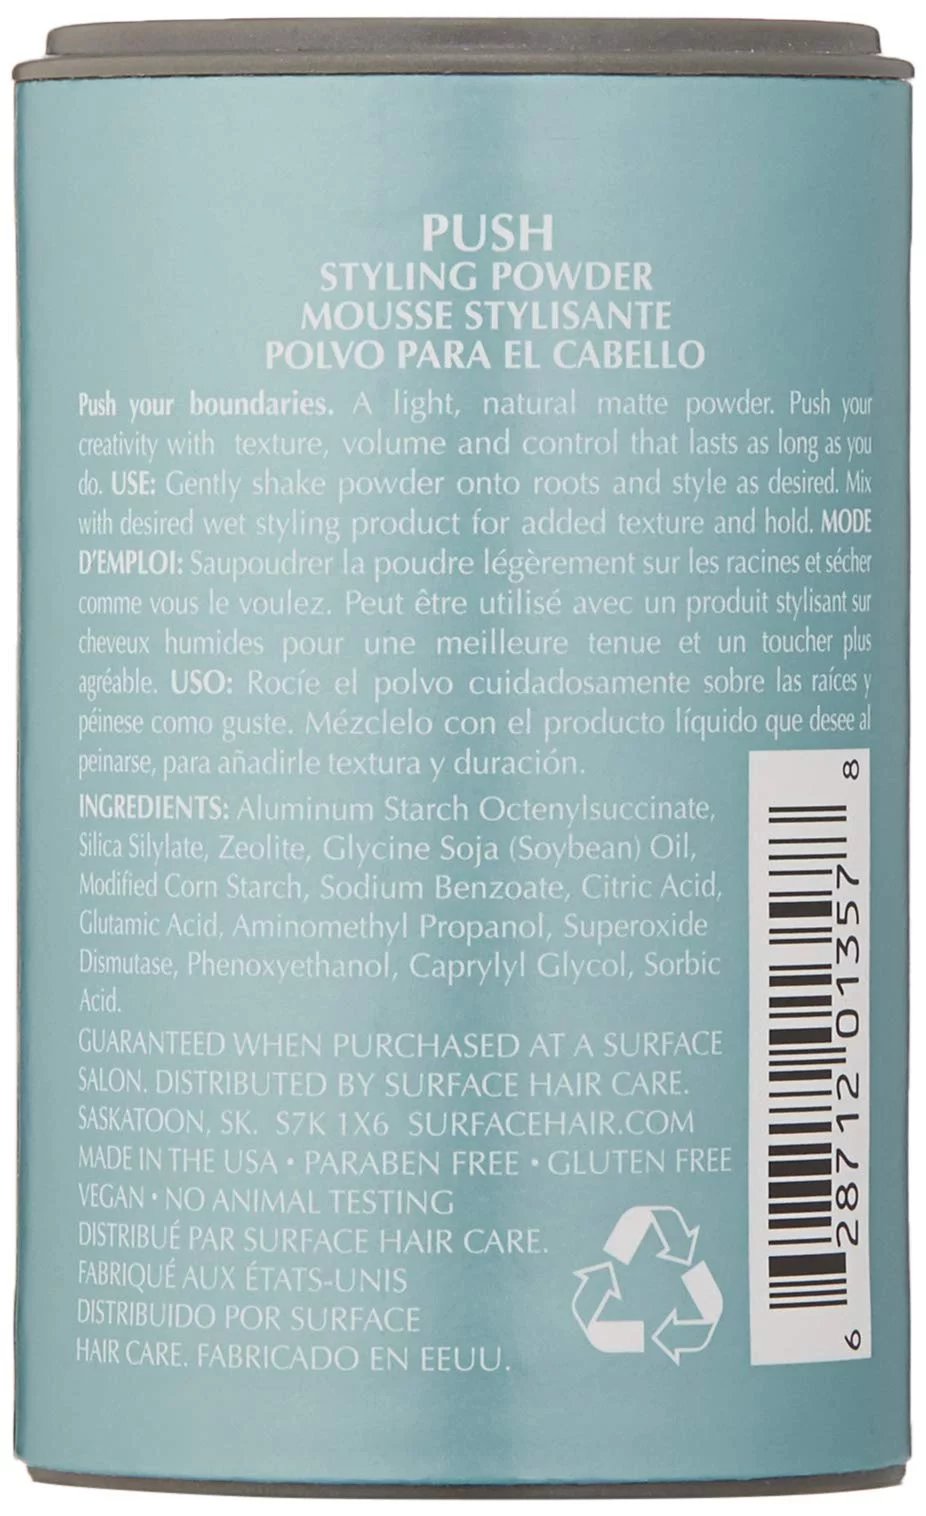 PUSH
STYLING POWDER
MOUSSE STYLISANTE
POLVO PARA EL CABELLO
Push your boundaries. A light, natural matte powder. Push your
creativity with texture, volume and control that lasts as long as you
do. USE: Gently shake powder onto roots and style as desired. Mix
with desired wet styling product for added texture and hold. MODE
D'EMPLOI: Saupoudrer la poudre légèrement sur les racines et sécher
comme vous le voulez. Peut être utilisé avec un produit stylisant sur
cheveux humides pour une meilleure tenue et un toucher plus
agréable. USO: Rocíe el polvo cuidadosamente sobre las raíces y
péinese como guste. Mézclelo con el producto líquido que desee al
peinarse, para añadirle textura y duración.
INGREDIENTS: Aluminum Starch Octenylsuccinate,
Silica Silylate, Zeolite, Glycine Soja (Soybean) Oil,
Modified Corn Starch, Sodium Benzoate, Citric Acid,
Glutamic Acid, Aminomethyl Propanol, Superoxide
Dismutase, Phenoxyethanol, Caprylyl Glycol, Sorbic
Acid.
GUARANTEED WHEN PURCHASED AT A SURFACE
SALON. DISTRIBUTED BY SURFACE HAIR CARE.
SASKATOON, SK. S7K 1X6 SURFACEHAIR.COM
MADE IN THE USA • PARABEN FREE • GLUTEN FREE
VEGAN • NO ANIMAL TESTING
DISTRIBUÉ PAR SURFACE HAIR CARE.
FABRIQUÉ AUX ÉTATS-UNIS
DISTRIBUIDO POR SURFACE
HAIR CARE. FABRICADO EN EEUU.
6 28712 01357 8